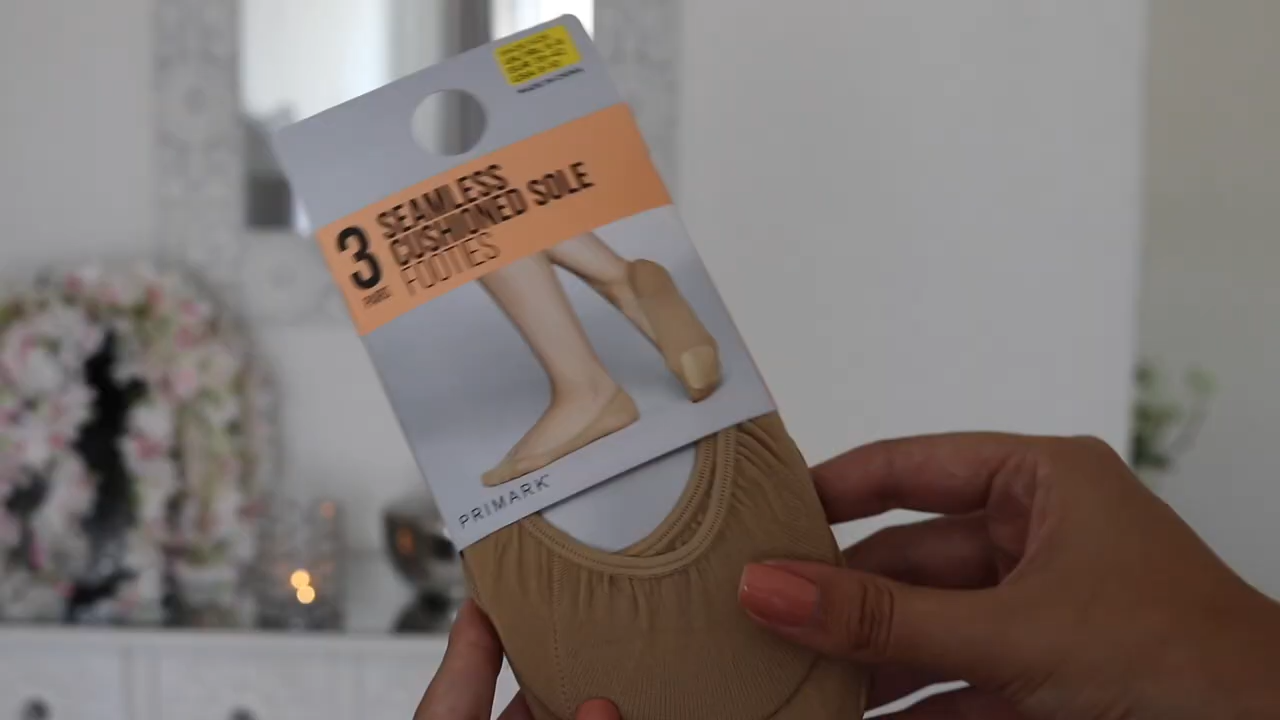 3
PAIRS
SEAMLESS
CUSHIONED SOLE
FOOTIES
PRIMARK